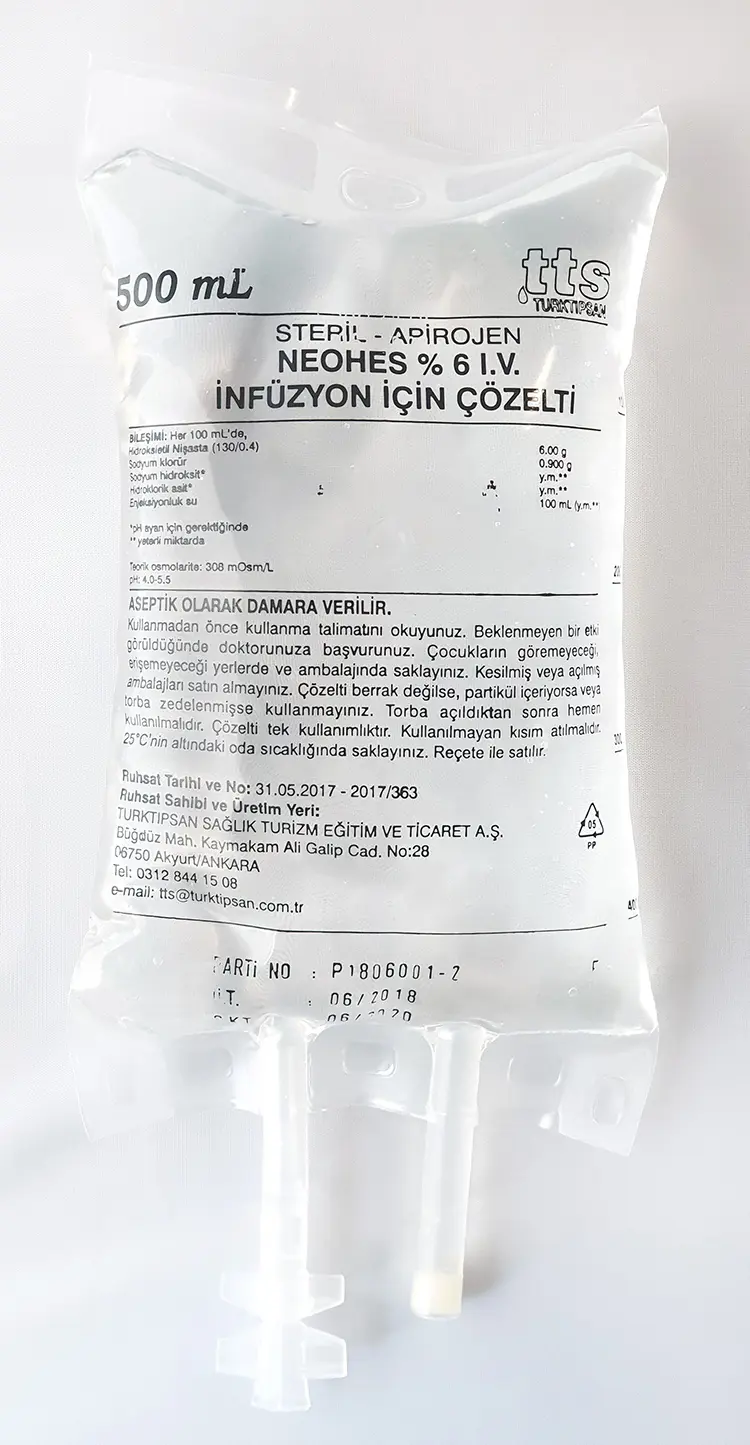 500 mL
tts
TURKTIPSAN
STERİL - APİROJEN
NEOHES % 6 I.V.
İNFÜZYON İÇİN ÇÖZELTİ
BİLEŞİMİ: Her 100 mL'de,
Hidroksietil Nişasta (130/0.4) 6.00 g
Sodyum klorür 0.900 g
Sodyum hidroksit* y.m.**
Hidroklorik asit* y.m.**
Enjeksiyonluk su 100 mL (y.m.**
*pH ayarı için gerektiğinde
** yeterli miktarda
Teorik osmolarite: 308 mOsm/L
pH: 4.0-5.5
ASEPTİK OLARAK DAMARA VERİLİR.
Kullanmadan önce kullanma talimatını okuyunuz. Beklenmeyen bir etki
görüldüğünde doktorunuza başvurunuz. Çocukların göremeyeceği,
erişemeyeceği yerlerde ve ambalajında saklayınız. Kesilmiş veya açılmış
ambalajları satın almayınız. Çözelti berrak değilse, partikül içeriyorsa veya
torba zedelenmişse kullanmayınız. Torba açıldıktan sonra hemen
kullanılmalıdır. Çözelti tek kullanımlıktır. Kullanılmayan kısım atılmalıdır.
25°C'nin altındaki oda sıcaklığında saklayınız. Reçete ile satılır.
Ruhsat Tarihi ve No: 31.05.2017 - 2017/363
Ruhsat Sahibi ve Üretim Yeri:
TURKTIPSAN SAĞLIK TURİZM EĞİTİM VE TİCARET A.Ş.
Büğdüz Mah. Kaymakam Ali Galip Cad. No:28
06750 Akyurt/ANKARA
Tel: 0312 844 15 08
e-mail: tts@turktipsan.com.tr
05
PP
PARTİ NO : P1806001-2
06/2018
06/2020